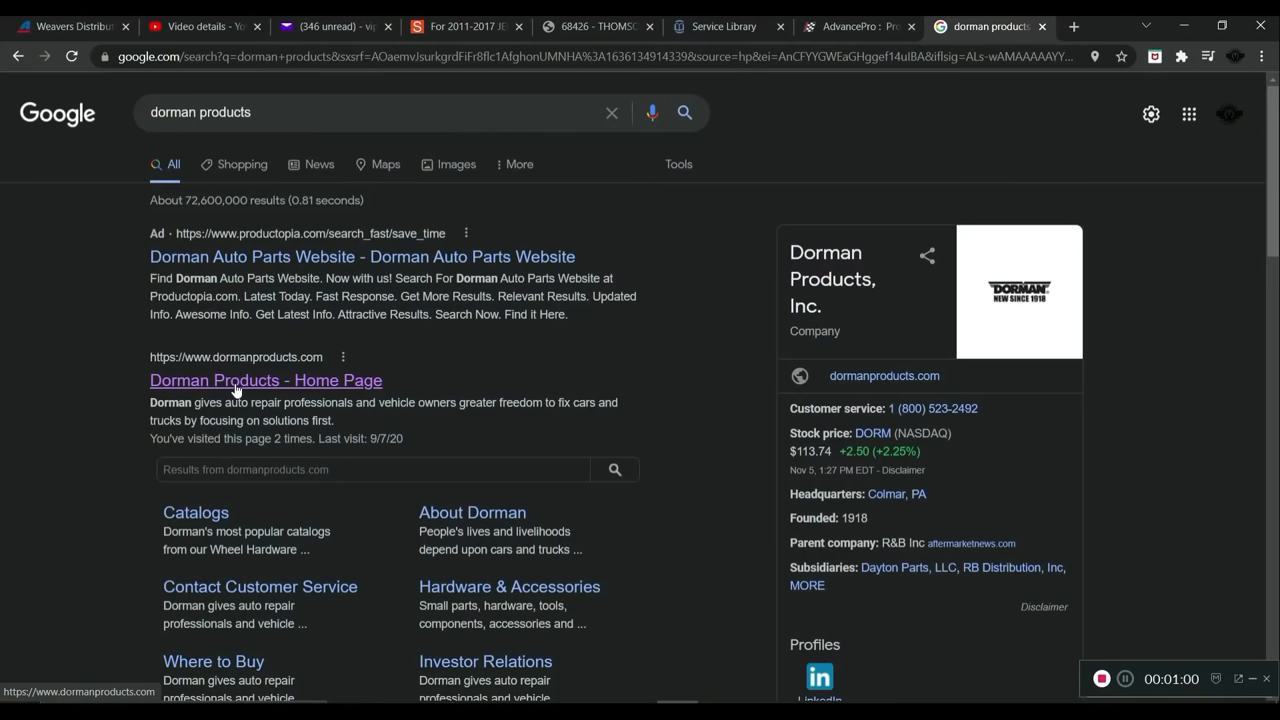 Weavers Distribut
Video details - Yo
(346 unread) - vip
For 2011-2017 JE
68426 - THOMSO
Service Library
AdvancePro : Pro
dorman products
google.com/search?q=dorman+products&sxsrf=AOaemvJsurkgrdFiFr8flc1AfghonUMNHA%3A1636134914339&source=hp&ei=AnCFYYGWEaGHggef14uIBA&iflsig=ALs-wAMAAAAAYY...
Google
dorman products
All
Shopping
News
Maps
Images
More
Tools
About 72,600,000 results (0.81 seconds)
Ad · https://www.productopia.com/search_fast/save_time
Dorman Auto Parts Website - Dorman Auto Parts Website
Find Dorman Auto Parts Website. Now with us! Search For Dorman Auto Parts Website at
Productopia.com. Latest Today. Fast Response. Get More Results. Relevant Results. Updated
Info. Awesome Info. Get Latest Info. Attractive Results. Search Now. Find it Here.
https://www.dormanproducts.com
Dorman Products - Home Page
Dorman gives auto repair professionals and vehicle owners greater freedom to fix cars and
trucks by focusing on solutions first.
You've visited this page 2 times. Last visit: 9/7/20
Results from dormanproducts.com
Catalogs
Dorman's most popular catalogs
from our Wheel Hardware ...
About Dorman
People's lives and livelihoods
depend upon cars and trucks ...
Contact Customer Service
Dorman gives auto repair
professionals and vehicle ...
Hardware & Accessories
Small parts, hardware, tools,
components, accessories and ...
Where to Buy
Dorman gives auto repair
professionals and vehicle
Investor Relations
Dorman gives auto repair
professionals and vehicle
Dorman
Products,
Inc.
Company
DORMAN
NEW SINCE 1918
dormanproducts.com
Customer service: 1 (800) 523-2492
Stock price: DORM (NASDAQ)
$113.74 +2.50 (+2.25%)
Nov 5, 1:27 PM EDT - Disclaimer
Headquarters: Colmar, PA
Founded: 1918
Parent company: R&B Inc aftermarketnews.com
Subsidiaries: Dayton Parts, LLC, RB Distribution, Inc,
MORE
Disclaimer
Profiles
in
LinkedIn
https://www.dormanproducts.com
00:01:00